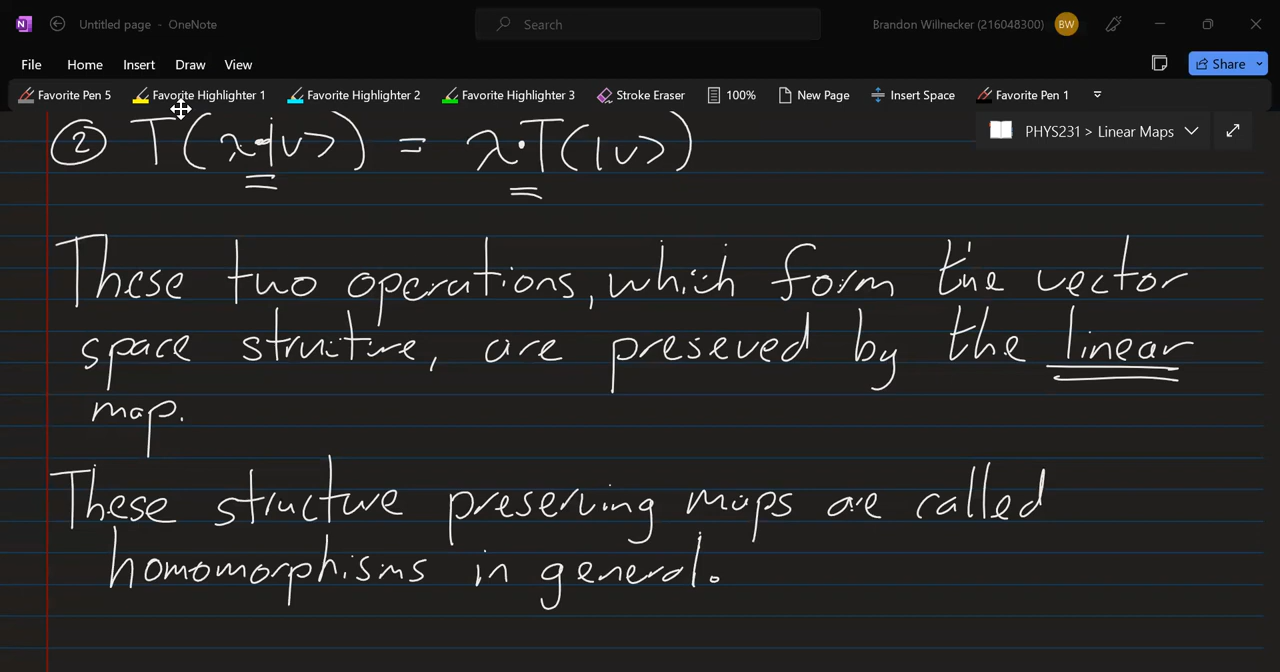 Untitled page - OneNote
Search
Brandon Willnecker (216048300) BW
File Home Insert Draw View
Share
Favorite Pen 5 Favorite Highlighter 1 Favorite Highlighter 2 Favorite Highlighter 3 Stroke Eraser 100% New Page Insert Space Favorite Pen 1
PHYS231 > Linear Maps
② T(λ·|v>) = λ·T(|v>)
These two operations, which form the vector
space struiture, are preseved by the linear
map.
These structure preserving maps are called
homomorphisms in general.